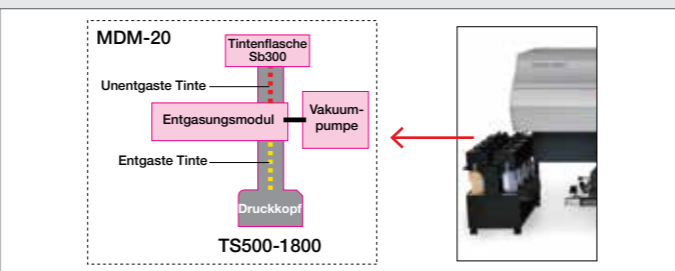 MDM-20
Tintenflasche
Sb300
Unentgaste Tinte
Entgasungsmodul
Vakuum-
pumpe
Entgaste Tinte
Druckkopf
TS500-1800